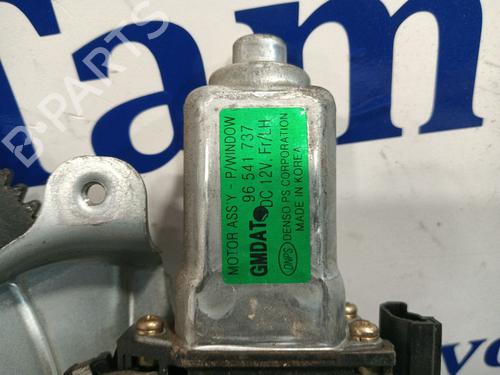 Tam
B-PARTS
MOTOR ASS'Y - P/WINDOW
96 541 737
GMDAT DC 12V. Fr/LH
DNPS DENSO PS CORPORATION
MADE IN KOREA